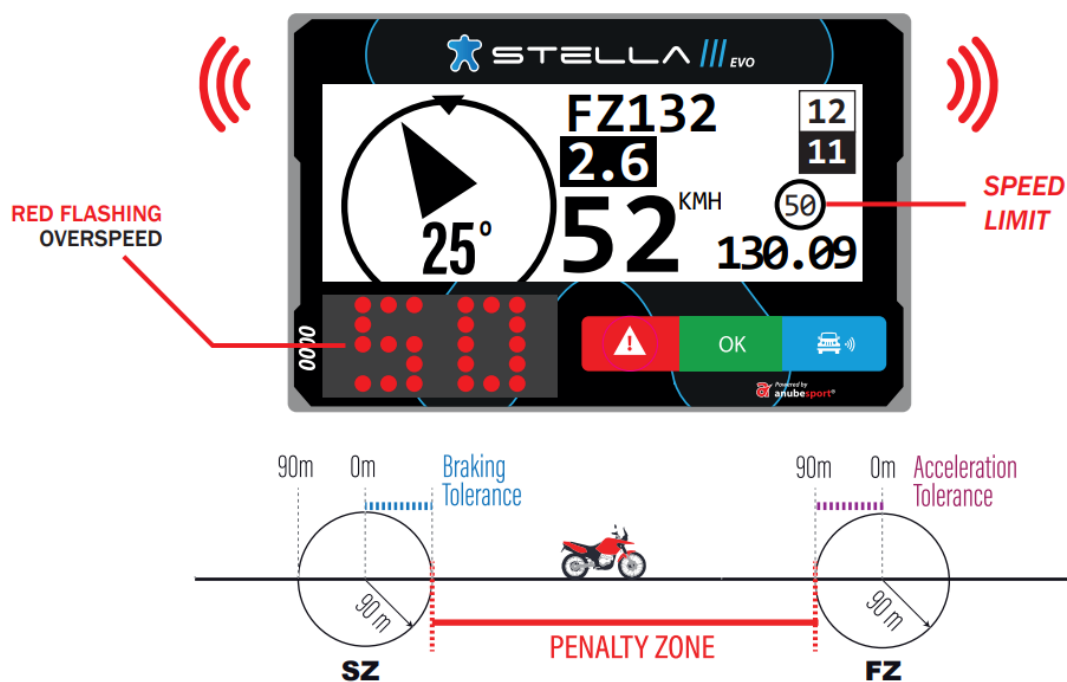 STELLA III EVO
FZ132
12
2.6
11
52 KMH
50
SPEED
LIMIT
RED FLASHING
OVERSPEED
25°
130.09
0000
50
OK
Powered by
anubesport®
90m 0m Braking
Tolerance
90m 0m Acceleration
Tolerance
90 m
90 m
PENALTY ZONE
SZ
FZ